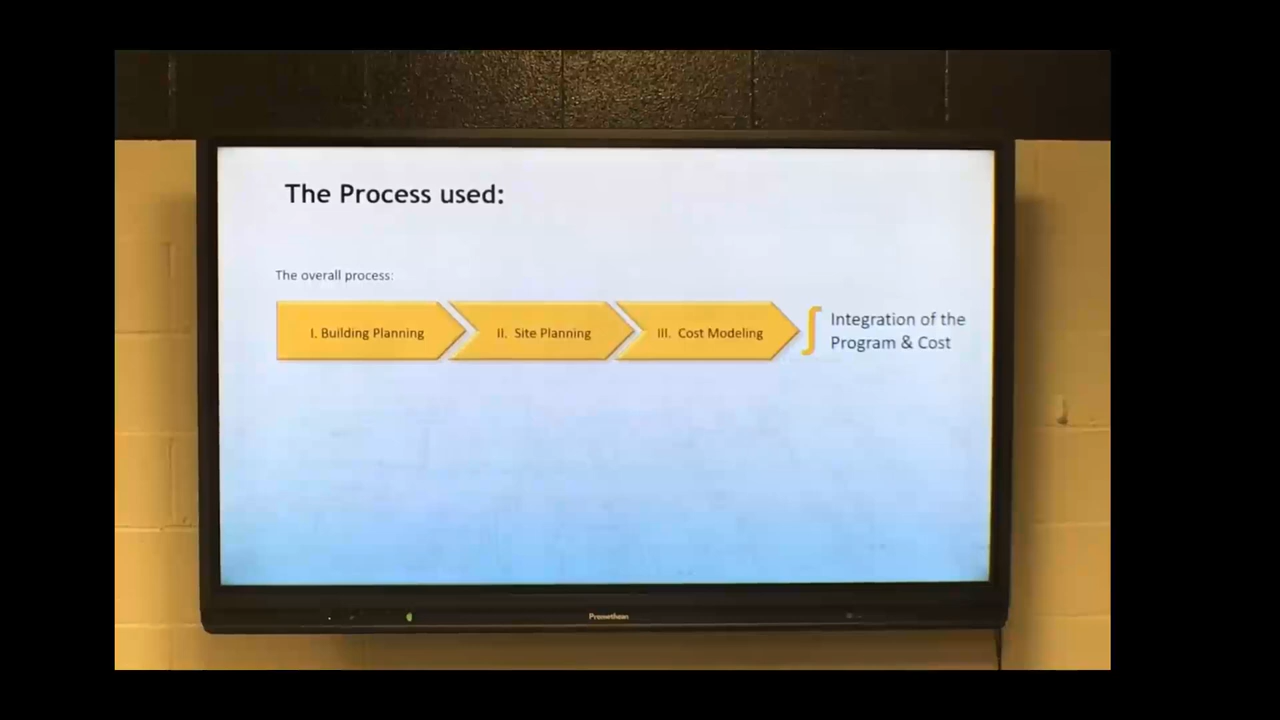 The Process used:
The overall process:
I. Building Planning
II. Site Planning
III. Cost Modeling
∫
Integration of the
Program & Cost
Promethean